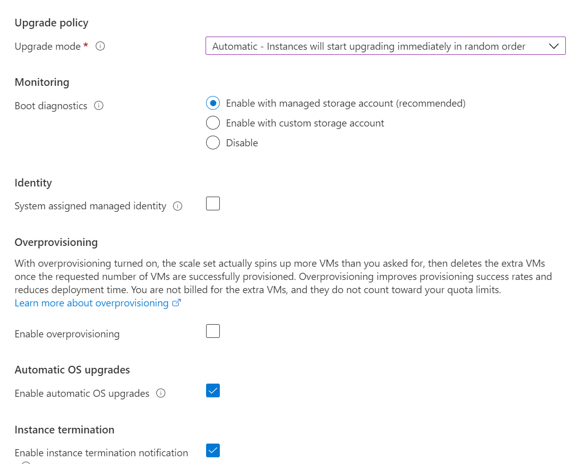 Upgrade policy
Upgrade mode *
Automatic - Instances will start upgrading immediately in random order
Monitoring
Boot diagnostics
Enable with managed storage account (recommended)
Enable with custom storage account
Disable
Identity
System assigned managed identity
Overprovisioning
With overprovisioning turned on, the scale set actually spins up more VMs than you asked for, then deletes the extra VMs
once the requested number of VMs are successfully provisioned. Overprovisioning improves provisioning success rates and
reduces deployment time. You are not billed for the extra VMs, and they do not count toward your quota limits.
Learn more about overprovisioning
Enable overprovisioning
Automatic OS upgrades
Enable automatic OS upgrades
Instance termination
Enable instance termination notification